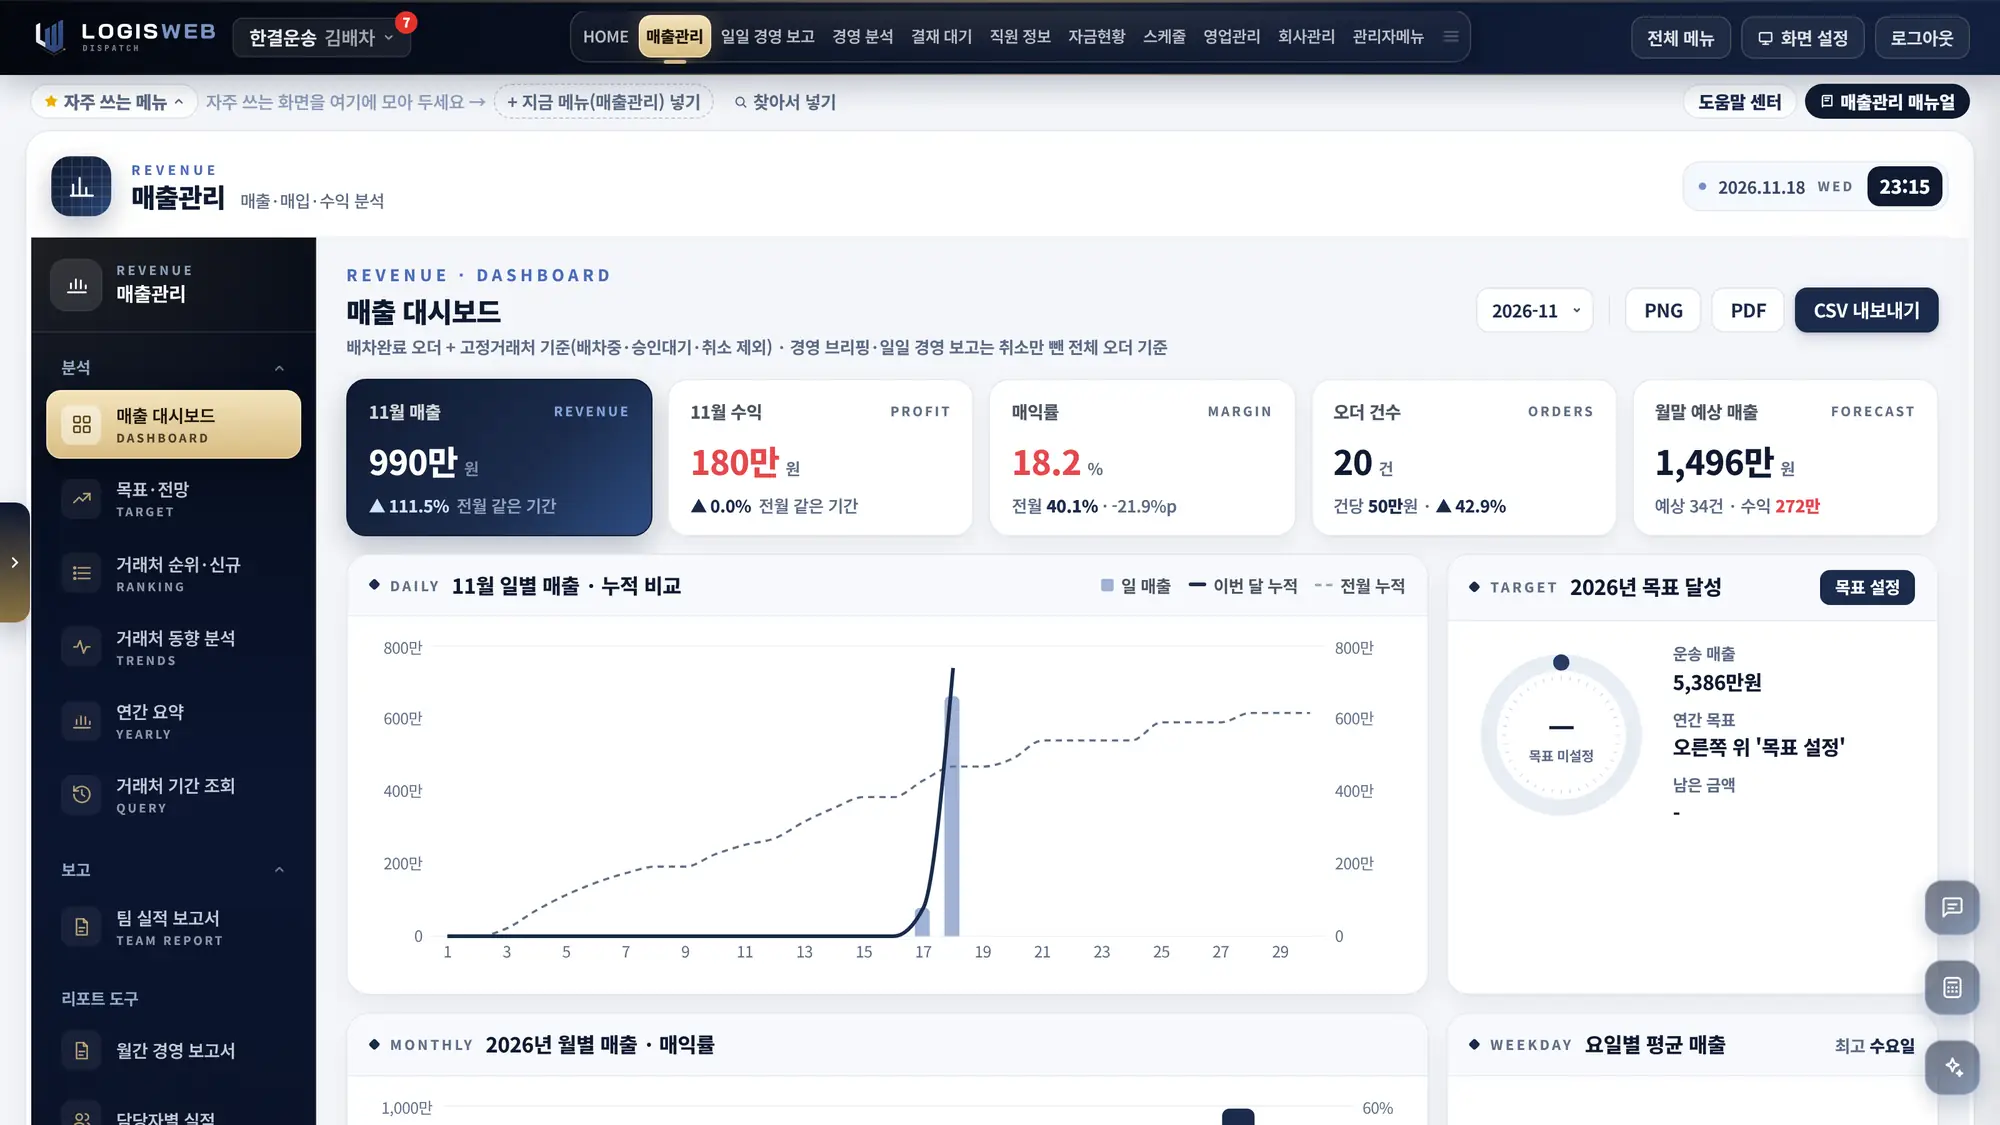 LOGISWEB
DISPATCH
한결운송 김배차
7
HOME 매출관리 일일 경영 보고 경영 분석 결재 대기 직원 정보 자금현황 스케줄 영업관리 회사관리 관리자메뉴
전체 메뉴 화면 설정 로그아웃
자주 쓰는 메뉴 자주 쓰는 화면을 여기에 모아 두세요 → + 지금 메뉴(매출관리) 넣기 찾아서 넣기
도움말 센터 매출관리 매뉴얼
REVENUE
매출관리 매출·매입·수익 분석
2026.11.18 WED 23:15
REVENUE
매출관리
분석
매출 대시보드
DASHBOARD
목표·전망
TARGET
거래처 순위·신규
RANKING
거래처 동향 분석
TRENDS
연간 요약
YEARLY
거래처 기간 조회
QUERY
보고
팀 실적 보고서
TEAM REPORT
리포트 도구
월간 경영 보고서
담당자별 실적
REVENUE · DASHBOARD
매출 대시보드
배차완료 오더 + 고정거래처 기준(배차중·승인대기·취소 제외) · 경영 브리핑·일일 경영 보고는 취소만 뺀 전체 오더 기준
2026-11 PNG PDF CSV 내보내기
11월 매출 REVENUE
990만 원
▲ 111.5% 전월 같은 기간
11월 수익 PROFIT
180만 원
▲ 0.0% 전월 같은 기간
매익률 MARGIN
18.2 %
전월 40.1% · -21.9%p
오더 건수 ORDERS
20 건
건당 50만원 · ▲ 42.9%
월말 예상 매출 FORECAST
1,496만 원
예상 34건 · 수익 272만
DAILY 11월 일별 매출 · 누적 비교
일 매출 이번 달 누적 전월 누적
800만 800만
600만 600만
400만 400만
200만 200만
0 0
1 3 5 7 9 11 13 15 17 19 21 23 25 27 29
TARGET 2026년 목표 달성 목표 설정
—
목표 미설정
운송 매출
5,386만원
연간 목표
오른쪽 위 '목표 설정'
남은 금액
-
MONTHLY 2026년 월별 매출 · 매익률
1,000만 60%
WEEKDAY 요일별 평균 매출 최고 수요일